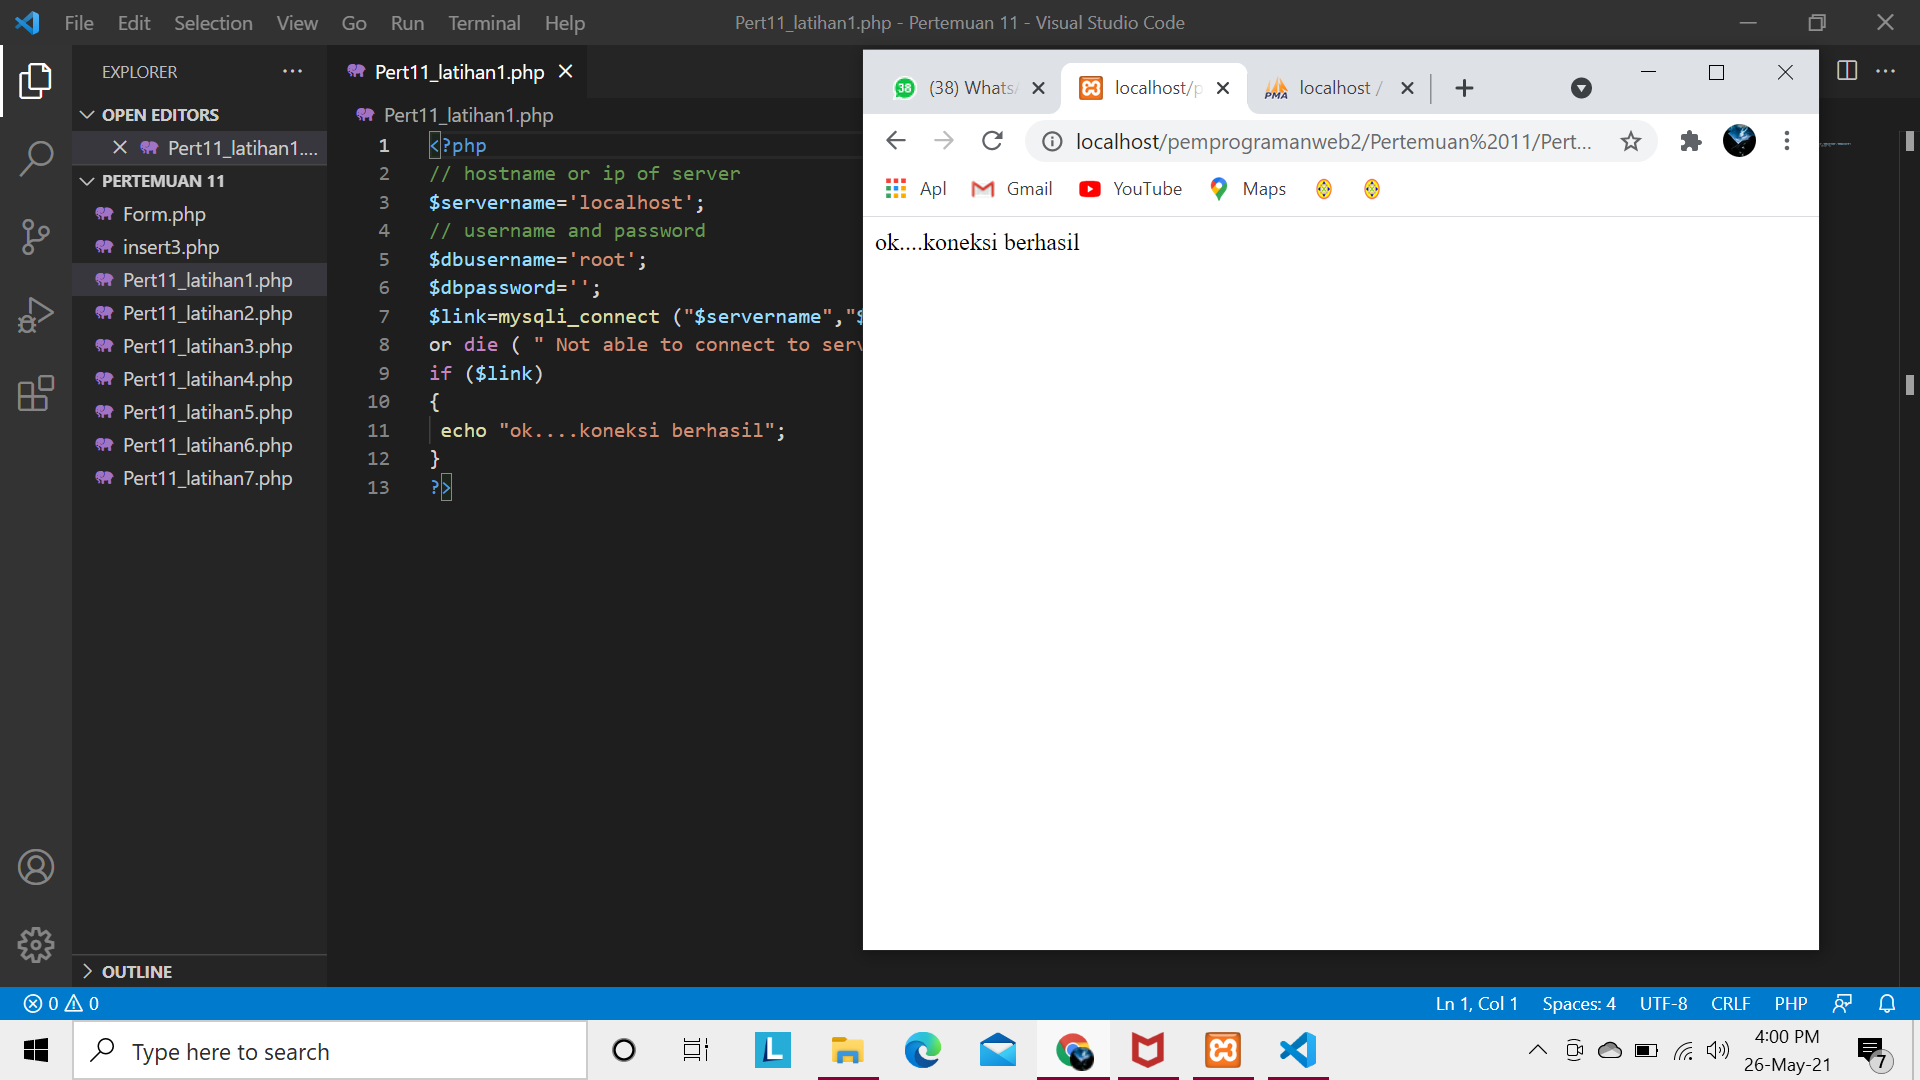 File Edit Selection View Go Run Terminal Help
Pert11_latihan1.php - Pertemuan 11 - Visual Studio Code
EXPLORER
OPEN EDITORS
Pert11_latihan1....
PERTEMUAN 11
Form.php
insert3.php
Pert11_latihan1.php
Pert11_latihan2.php
Pert11_latihan3.php
Pert11_latihan4.php
Pert11_latihan5.php
Pert11_latihan6.php
Pert11_latihan7.php
OUTLINE
Pert11_latihan1.php
Pert11_latihan1.php
1 <?php
2 // hostname or ip of server
3 $servername='localhost';
4 // username and password
5 $dbusername='root';
6 $dbpassword='';
7 $link=mysqli_connect ("$servername","$
8 or die ( " Not able to connect to serv
9 if ($link)
10 {
11 echo "ok....koneksi berhasil";
12 }
13 ?>
38 (38) Whats
localhost/p
PMA localhost /
localhost/pemprogramanweb2/Pertemuan%2011/Pert...
Apl Gmail YouTube Maps
ok....koneksi berhasil
0 0
Ln 1, Col 1 Spaces: 4 UTF-8 CRLF PHP
Type here to search
L
4:00 PM
26-May-21
7